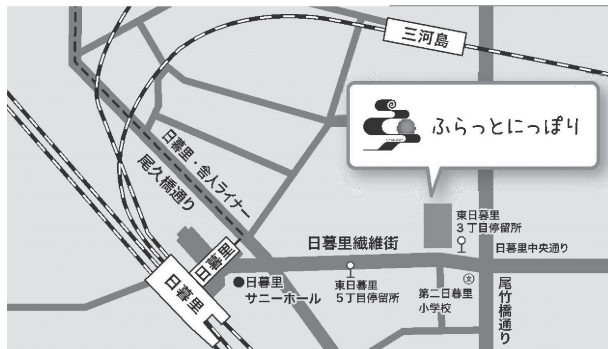 三河島
ふらっとにっぽり
日暮里・舎人ライナー
尾久橋通り
日暮里
日暮里
日暮里
サニーホール
日暮里繊維街
東日暮里
5丁目停留所
東日暮里
3丁目停留所
日暮里中央通り
第二日暮里
小学校
文
尾竹橋通り